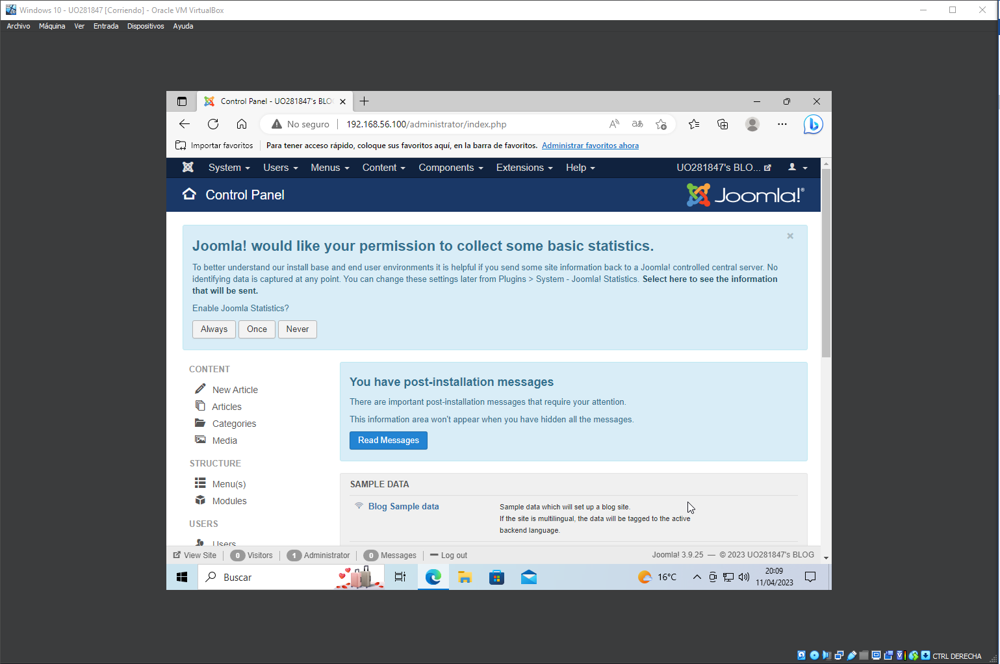 Windows 10 - UO281847 [Corriendo] - Oracle VM VirtualBox
Archivo Máquina Ver Entrada Dispositivos Ayuda
Control Panel - UO281847's BLO
No seguro 192.168.56.100/administrator/index.php
Importar favoritos Para tener acceso rápido, coloque sus favoritos aquí, en la barra de favoritos. Administrar favoritos ahora
System Users Menus Content Components Extensions Help UO281847's BLO...
Control Panel Joomla!®
Joomla! would like your permission to collect some basic statistics.
To better understand our install base and end user environments it is helpful if you send some site information back to a Joomla! controlled central server. No
identifying data is captured at any point. You can change these settings later from Plugins > System - Joomla! Statistics. Select here to see the information
that will be sent.
Enable Joomla Statistics?
Always Once Never
CONTENT
New Article
Articles
Categories
Media
STRUCTURE
Menu(s)
Modules
USERS
Users
You have post-installation messages
There are important post-installation messages that require your attention.
This information area won't appear when you have hidden all the messages.
Read Messages
SAMPLE DATA
Blog Sample data
Sample data which will set up a blog site.
If the site is multilingual, the data will be tagged to the active
backend language.
View Site 0 Visitors 1 Administrator 0 Messages Log out Joomla! 3.9.25 — © 2023 UO281847's BLOG
Buscar 16°C 20:09
11/04/2023
CTRL DERECHA